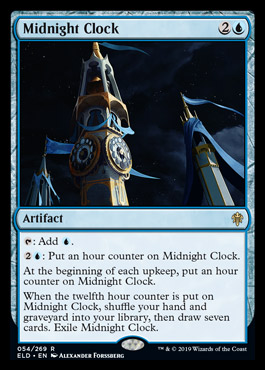 Midnight Clock 2
Artifact
: Add .
2 : Put an hour counter on Midnight Clock.
At the beginning of each upkeep, put an hour
counter on Midnight Clock.
When the twelfth hour counter is put on
Midnight Clock, shuffle your hand and
graveyard into your library, then draw seven
cards. Exile Midnight Clock.
054/269 R
ELD • EN ALEXANDER FORSSBERG
™ & © 2019 Wizards of the Coast